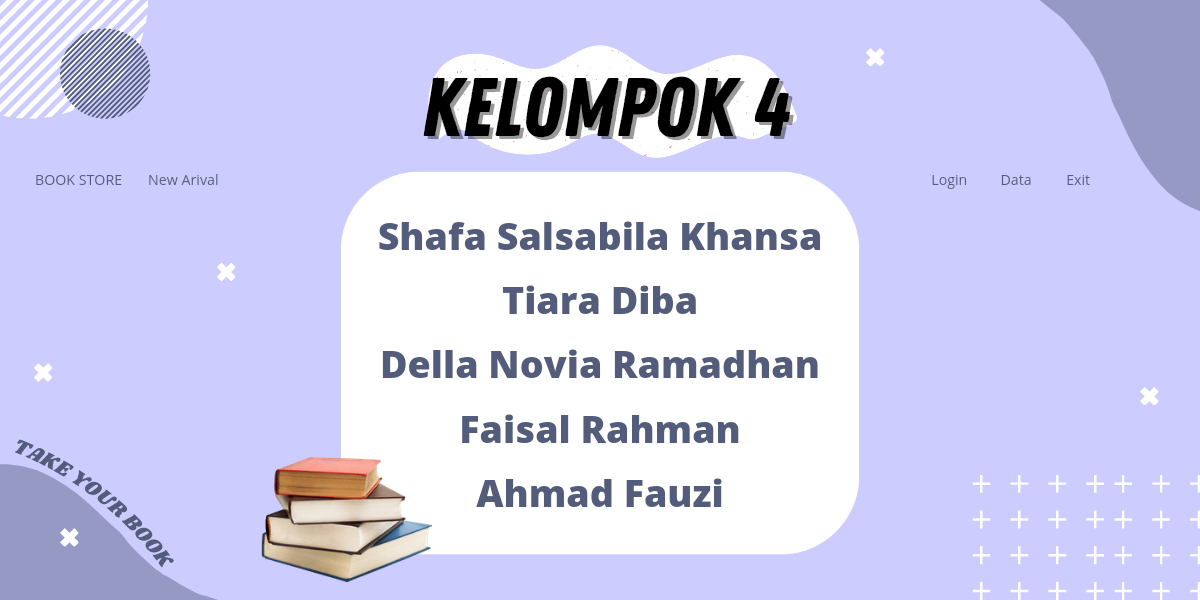 KELOMPOK 4
BOOK STORE New Arival Login Data Exit
Shafa Salsabila Khansa
Tiara Diba
Della Novia Ramadhan
Faisal Rahman
Ahmad Fauzi
TAKE YOUR BOOK